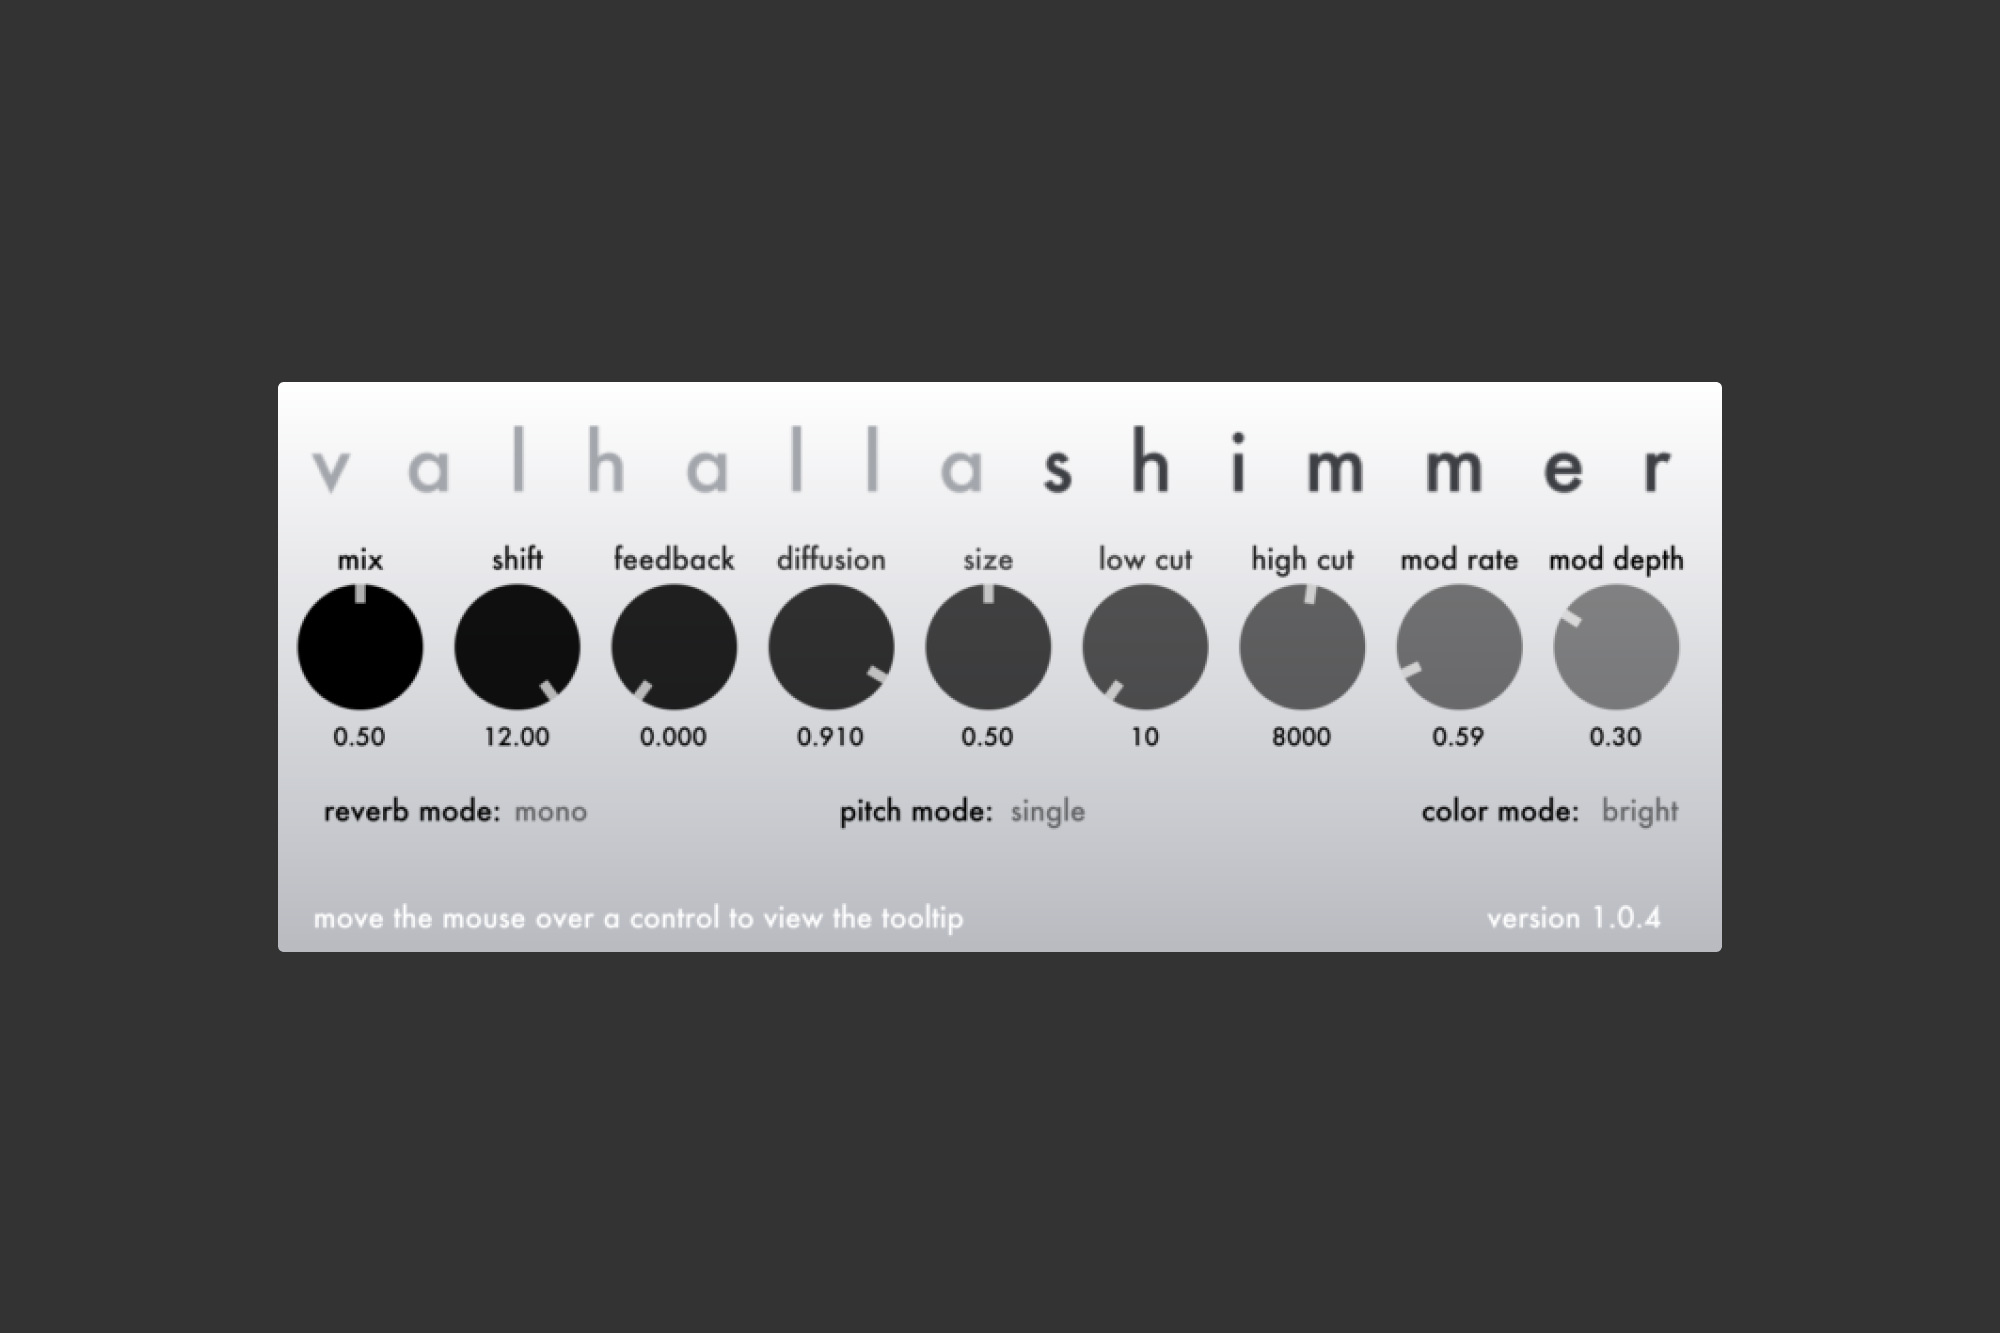 valhallashimmer
mix shift feedback diffusion size low cut high cut mod rate mod depth
0.50 12.00 0.000 0.910 0.50 10 8000 0.59 0.30
reverb mode: mono pitch mode: single color mode: bright
move the mouse over a control to view the tooltip version 1.0.4